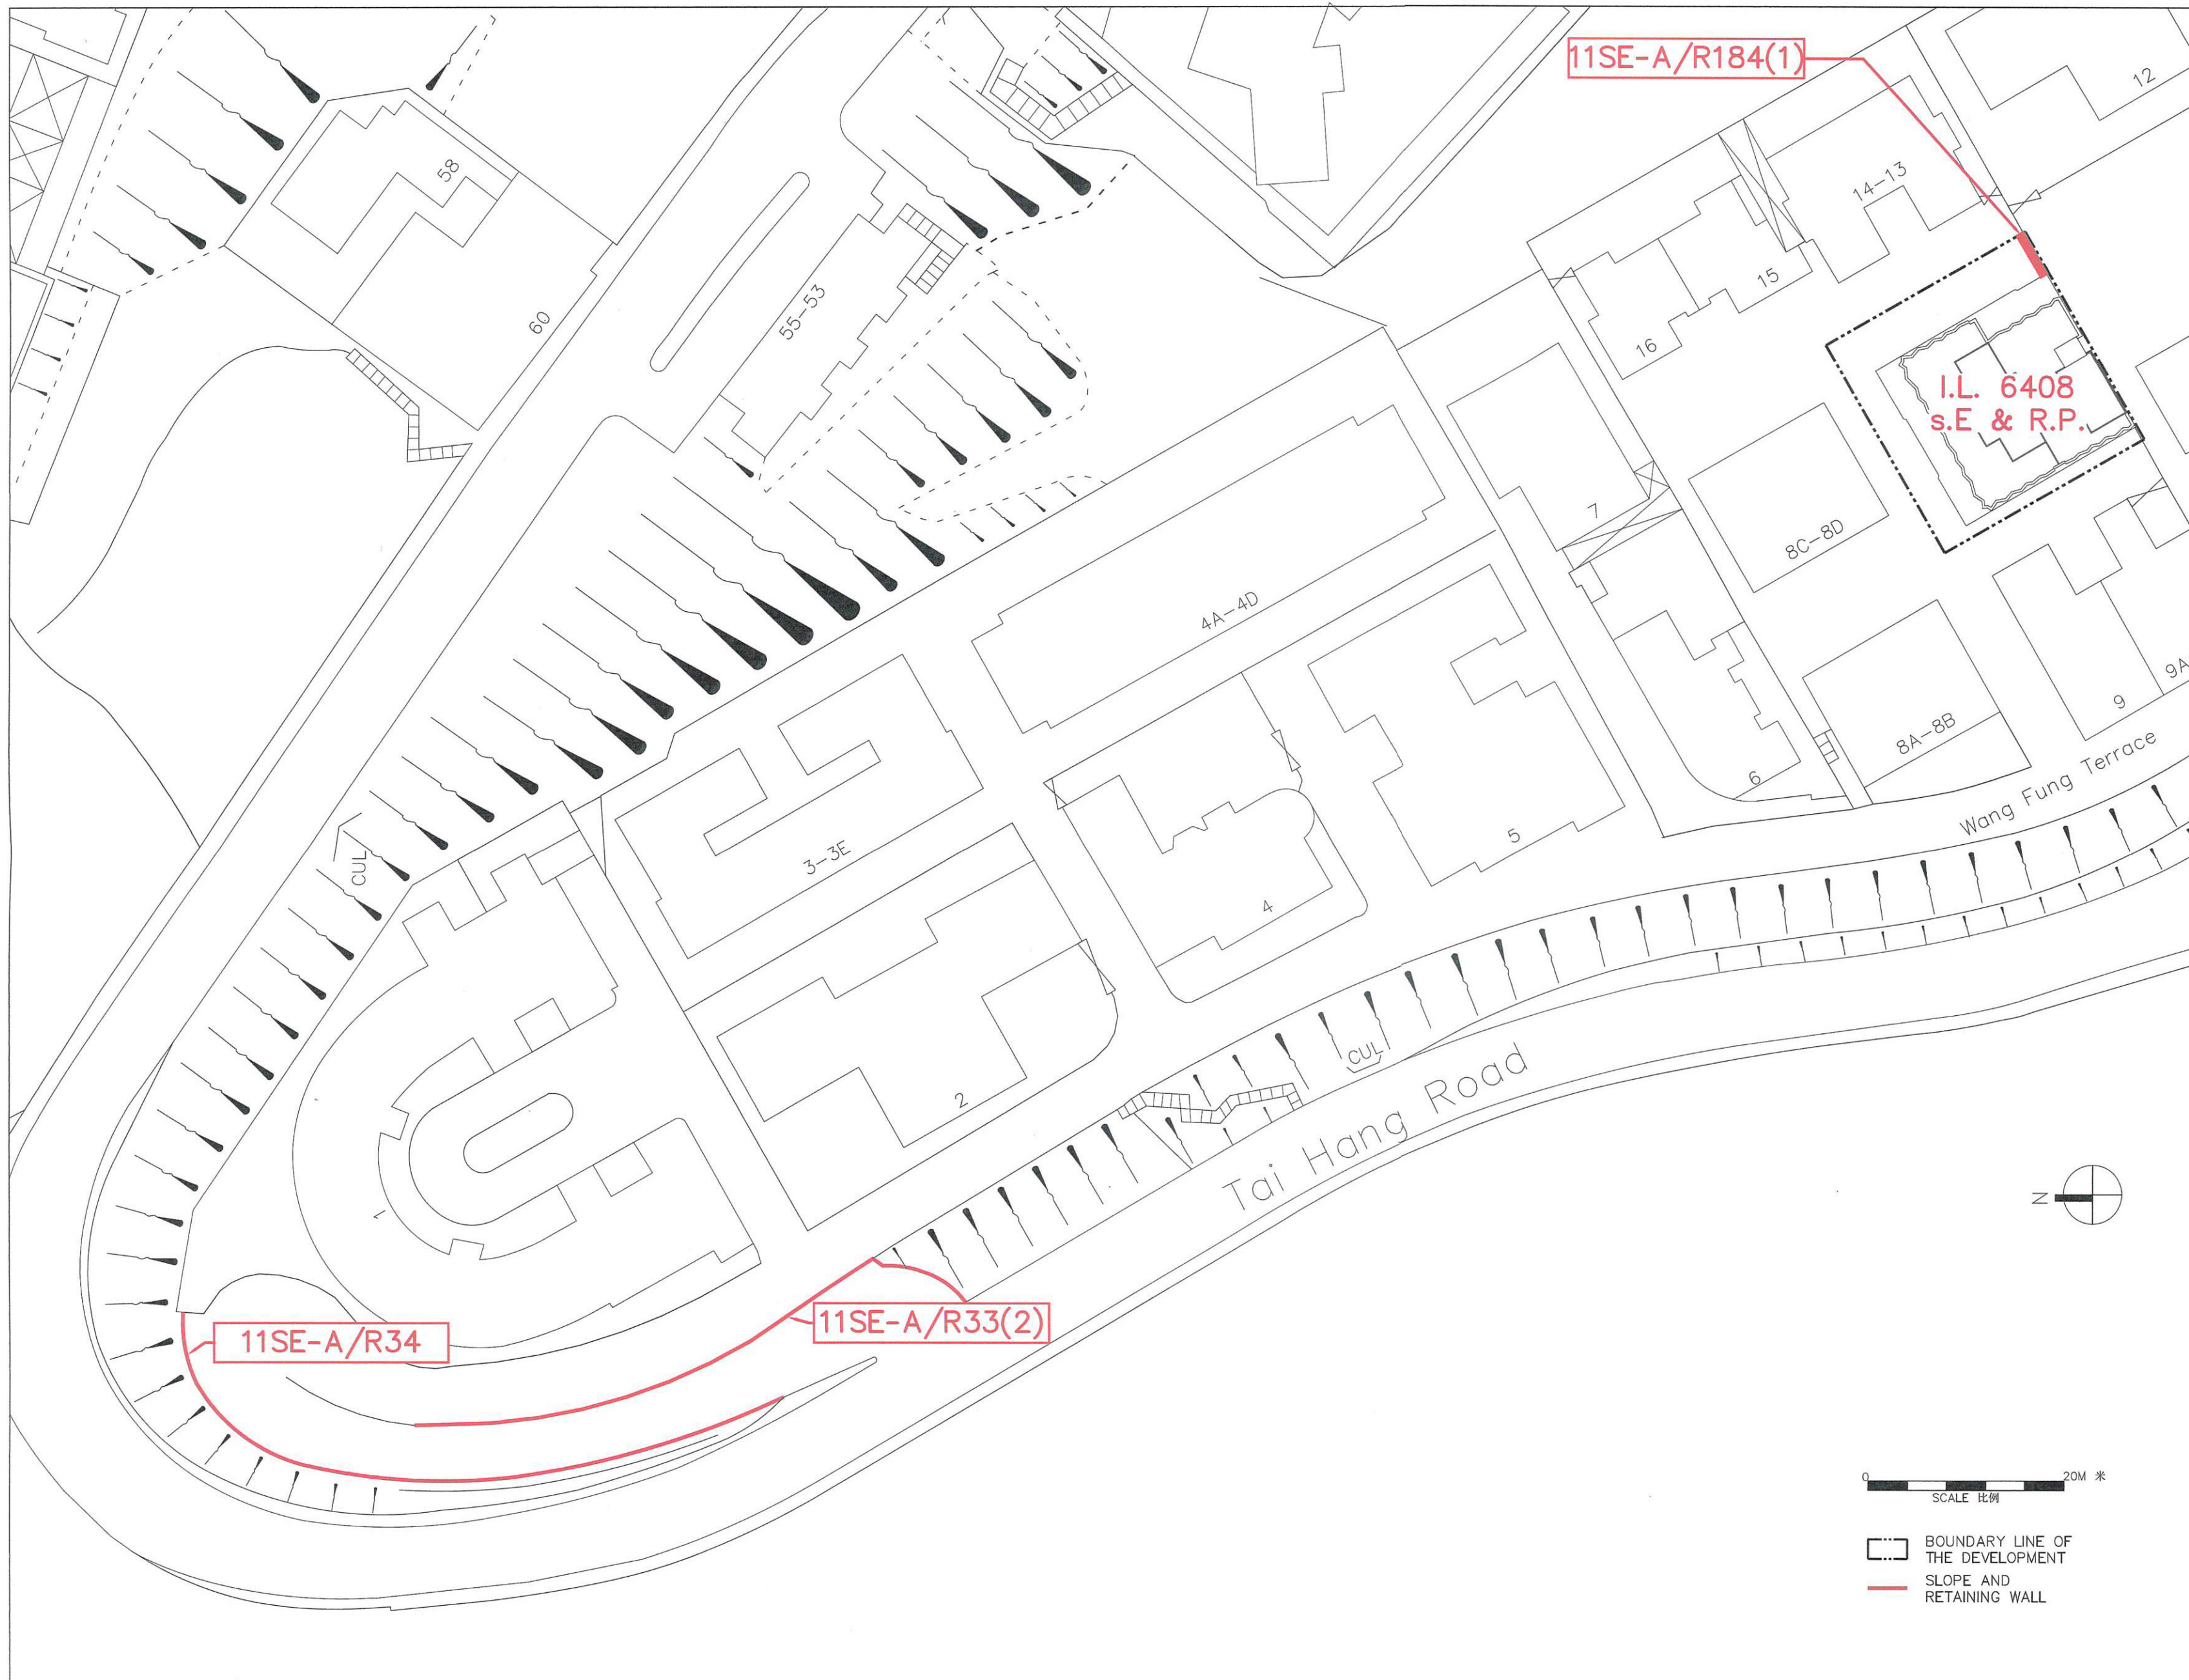 11SE-A/R184(1)
12
58
14-13
15
55-53
60
16
I.L. 6408
s.E & R.P.
7
8C-8D
4A-4D
9A
9
8A-8B
Wang Fung Terrace
6
5
3-3E
CUL
4
CUL
2
Tai Hang Road
N
1
11SE-A/R33(2)
11SE-A/R34
0
20M 米
SCALE 比例
BOUNDARY LINE OF
THE DEVELOPMENT
SLOPE AND
RETAINING WALL